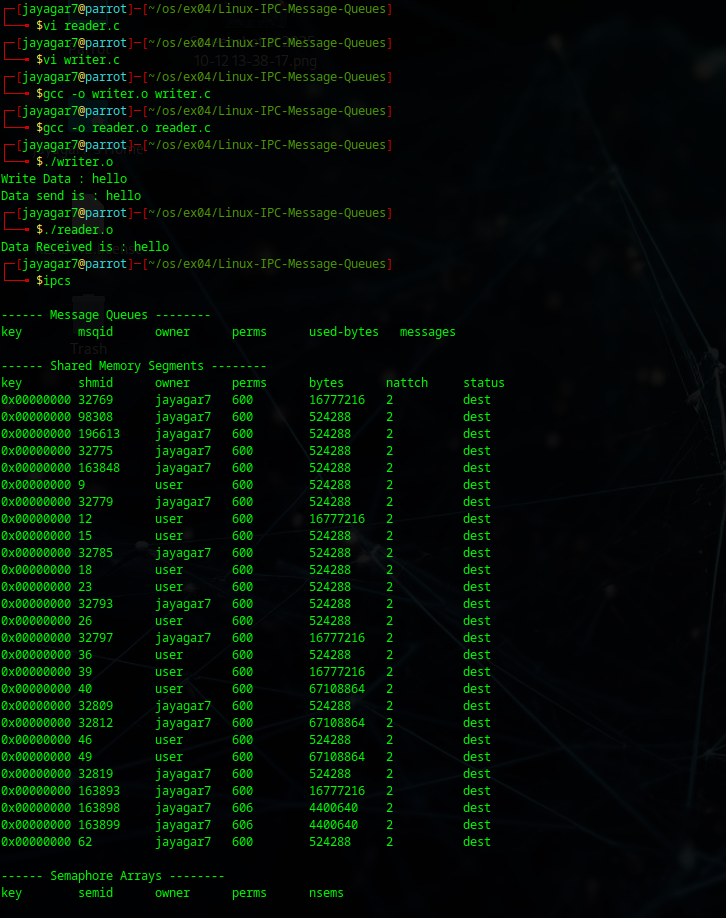 ┌─[jayagar7@parrot]─[~/os/ex04/Linux-IPC-Message-Queues]
└──╼ $vi reader.c
┌─[jayagar7@parrot]─[~/os/ex04/Linux-IPC-Message-Queues]
└──╼ $vi writer.c
10-12 13-38-17.png
┌─[jayagar7@parrot]─[~/os/ex04/Linux-IPC-Message-Queues]
└──╼ $gcc -o writer.o writer.c
┌─[jayagar7@parrot]─[~/os/ex04/Linux-IPC-Message-Queues]
└──╼ $gcc -o reader.o reader.c
┌─[jayagar7@parrot]─[~/os/ex04/Linux-IPC-Message-Queues]
└──╼ $./writer.o
Write Data : hello
Data send is : hello
┌─[jayagar7@parrot]─[~/os/ex04/Linux-IPC-Message-Queues]
└──╼ $./reader.o
Data Received is : hello
┌─[jayagar7@parrot]─[~/os/ex04/Linux-IPC-Message-Queues]
└──╼ $ipcs
------ Message Queues --------
key        msqid      owner      perms      used-bytes   messages
Trash
------ Shared Memory Segments --------
key        shmid      owner      perms      bytes      nattch     status
0x00000000 32769      jayagar7   600        16777216   2          dest
0x00000000 98308      jayagar7   600        524288     2          dest
0x00000000 196613     jayagar7   600        524288     2          dest
0x00000000 32775      jayagar7   600        524288     2          dest
0x00000000 163848     jayagar7   600        524288     2          dest
0x00000000 9          user       600        524288     2          dest
0x00000000 32779      jayagar7   600        524288     2          dest
0x00000000 12         user       600        16777216   2          dest
0x00000000 15         user       600        524288     2          dest
0x00000000 32785      jayagar7   600        524288     2          dest
0x00000000 18         user       600        524288     2          dest
0x00000000 23         user       600        524288     2          dest
0x00000000 32793      jayagar7   600        524288     2          dest
0x00000000 26         user       600        524288     2          dest
0x00000000 32797      jayagar7   600        16777216   2          dest
0x00000000 36         user       600        524288     2          dest
0x00000000 39         user       600        16777216   2          dest
0x00000000 40         user       600        67108864   2          dest
0x00000000 32809      jayagar7   600        524288     2          dest
0x00000000 32812      jayagar7   600        67108864   2          dest
0x00000000 46         user       600        524288     2          dest
0x00000000 49         user       600        67108864   2          dest
0x00000000 32819      jayagar7   600        524288     2          dest
0x00000000 163893     jayagar7   600        16777216   2          dest
0x00000000 163898     jayagar7   606        4400640    2          dest
0x00000000 163899     jayagar7   606        4400640    2          dest
0x00000000 62         jayagar7   600        524288     2          dest
------ Semaphore Arrays --------
key        semid      owner      perms      nsems